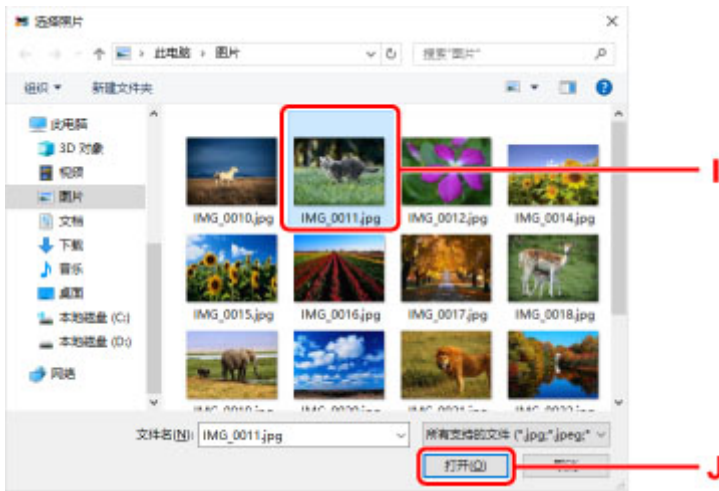 选择照片
此电脑 › 图片
搜索"图片"
组织
新建文件夹
此电脑
3D 对象
视频
图片
文档
下载
音乐
桌面
本地磁盘 (C:)
本地磁盘 (D:)
网络
IMG_0010.jpg IMG_0011.jpg IMG_0012.jpg IMG_0014.jpg
I
IMG_0015.jpg IMG_0016.jpg IMG_0017.jpg IMG_0018.jpg
文件名(N): IMG_0011.jpg
所有支持的文件 (*.jpg;*.jpeg;*
打开(O)
J